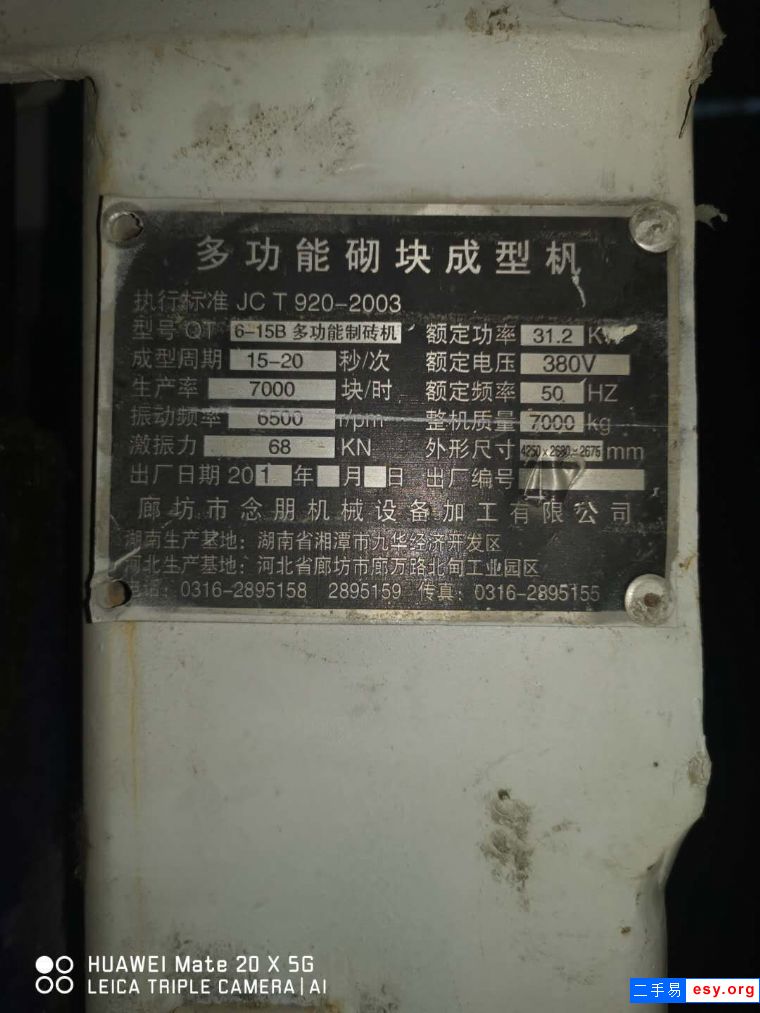 多功能砌块成型机
执行标准 JC T 920-2003
型号 QT 6-15B 多功能制砖机 额定功率 31.2 KW
成型周期 15-20 秒/次 额定电压 380V
生产率 7000 块/时 额定频率 50 HZ
振动频率 6500 r/pm 整机质量 7000 kg
激振力 68 KN 外形尺寸 4250×2680×2675 mm
出厂日期 201 年 月 日 出厂编号
廊坊市念朋机械设备加工有限公司
湖南生产基地：湖南省湘潭市九华经济开发区
河北生产基地：河北省廊坊市廊万路北甸工业园区
电话：0316-2895158 2895159 传真：0316-2895155
HUAWEI Mate 20 X 5G
LEICA TRIPLE CAMERA | AI
二手易 esy.org